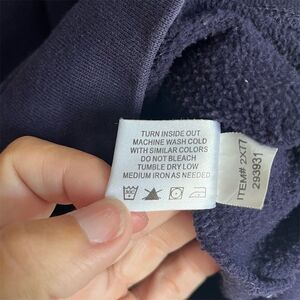 TURN INSIDE OUT
MACHINE WASH COLD
WITH SIMILAR COLORS
DO NOT BLEACH
TUMBLE DRY LOW
MEDIUM IRON AS NEEDED
ITEM# 2X77
293931